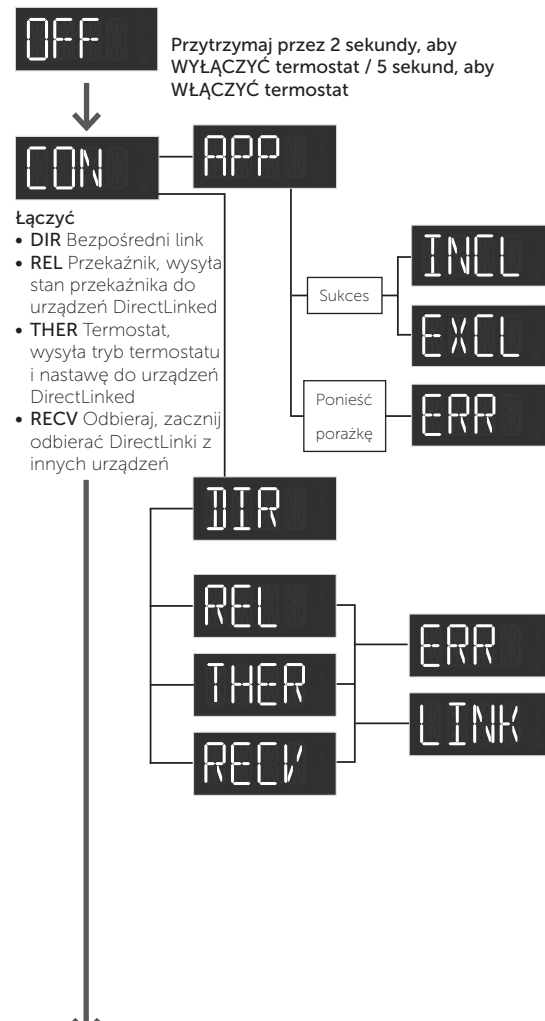 OFF
Przytrzymaj przez 2 sekundy, aby
WYŁĄCZYĆ termostat / 5 sekund, aby
WŁĄCZYĆ termostat
CON
APP
Łączyć
• DIR Bezpośredni link
• REL Przekaźnik, wysyła
stan przekaźnika do
urządzeń DirectLinked
• THER Termostat,
wysyła tryb termostatu
i nastawę do urządzeń
DirectLinked
• RECV Odbieraj, zacznij
odbierać DirectLinki z
innych urządzeń
INCL
Sukces
EXCL
Ponieść
porażkę
ERR
DIR
REL
THER
RECV
ERR
LINK